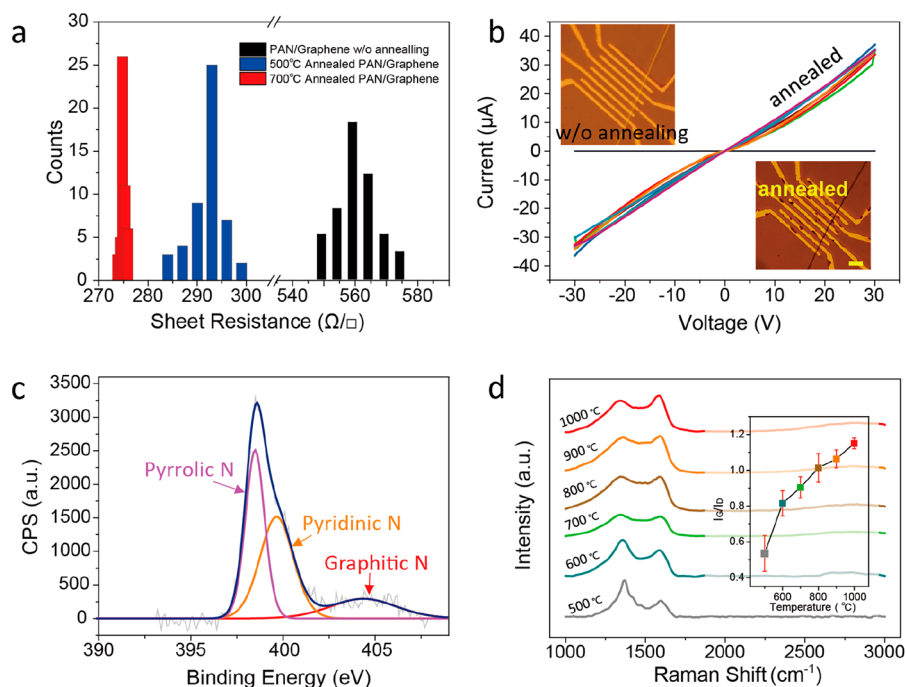 a
30
25
20
15
10
5
0
Counts
PAN/Graphene w/o annealling
500℃ Annealed PAN/Graphene
700℃ Annealed PAN/Graphene
270 280 290 300 540 560 580
Sheet Resistance (Ω/□)
b
40
30
20
10
0
-10
-20
-30
-40
Current (µA)
w/o annealing
annealed
annealed
-30 -20 -10 0 10 20 30
Voltage (V)
c
3500
3000
2500
2000
1500
1000
500
0
CPS (a.u.)
Pyrrolic N
Pyridinic N
Graphitic N
390 395 400 405
Binding Energy (eV)
d
Intensity (a.u.)
1000 ℃
900 ℃
800 ℃
700 ℃
600 ℃
500℃
1.2
1.0
0.8
0.6
0.4
IG/ID
600 800 1000
Temperature ( ℃)
1000 1500 2000 2500 3000
Raman Shift (cm⁻¹)